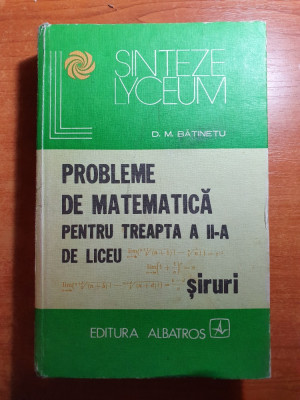 SINTEZE
LYCEUM
D. M. BĂTINEȚU
PROBLEME
DE MATEMATICĂ
PENTRU TREAPTA A II-A
DE LICEU
șiruri
EDITURA ALBATROS